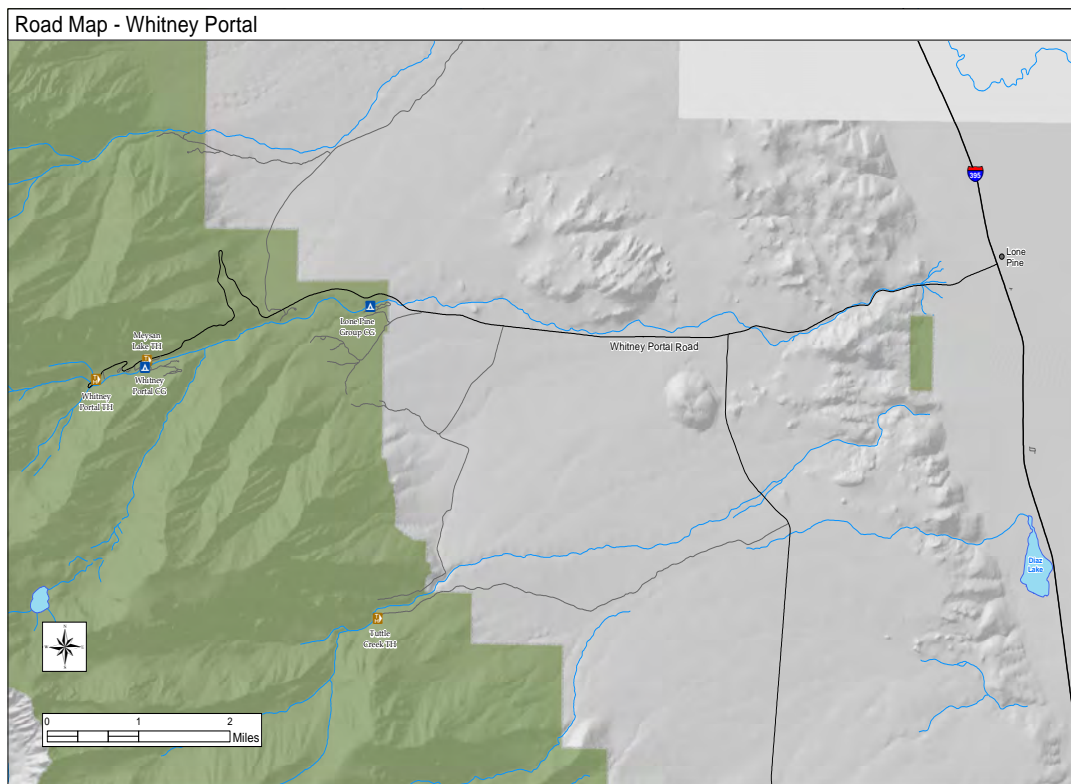 Road Map - Whitney Portal
395
Lone
Pine
Lone Pine
Group CG
Meysan
Lake TH
Whitney Portal Road
Whitney
Portal CG
Whitney
Portal TH
Diaz
Lake
Tuttle
Creek TH
0 1 2
Miles